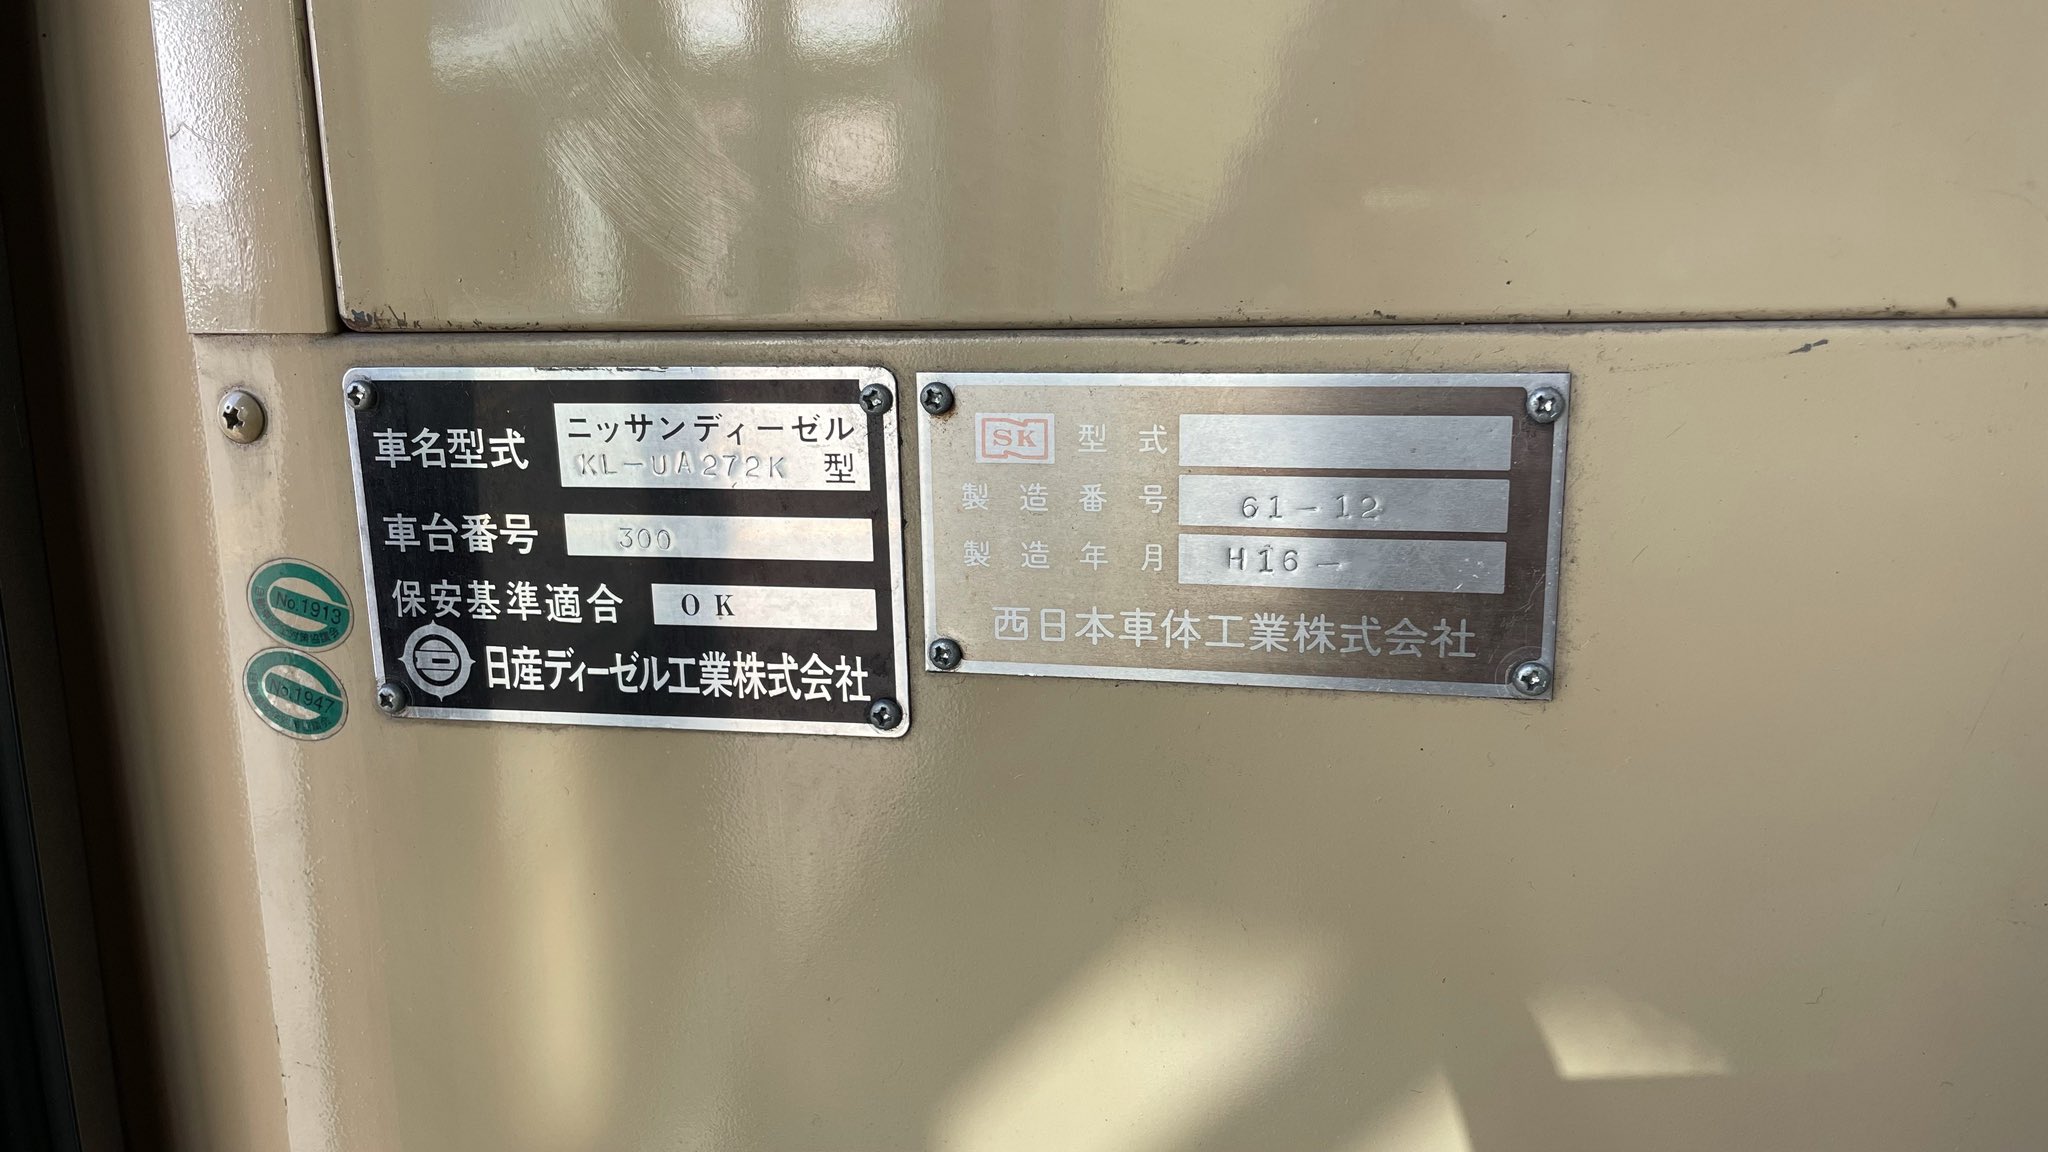 車名型式 ニッサンディーゼル
KL-UA272K 型
車台番号 300
保安基準適合 OK
日産ディーゼル工業株式会社
SK 型式
製造番号 61-12
製造年月 H16-
西日本車体工業株式会社
No.1913
No.1947